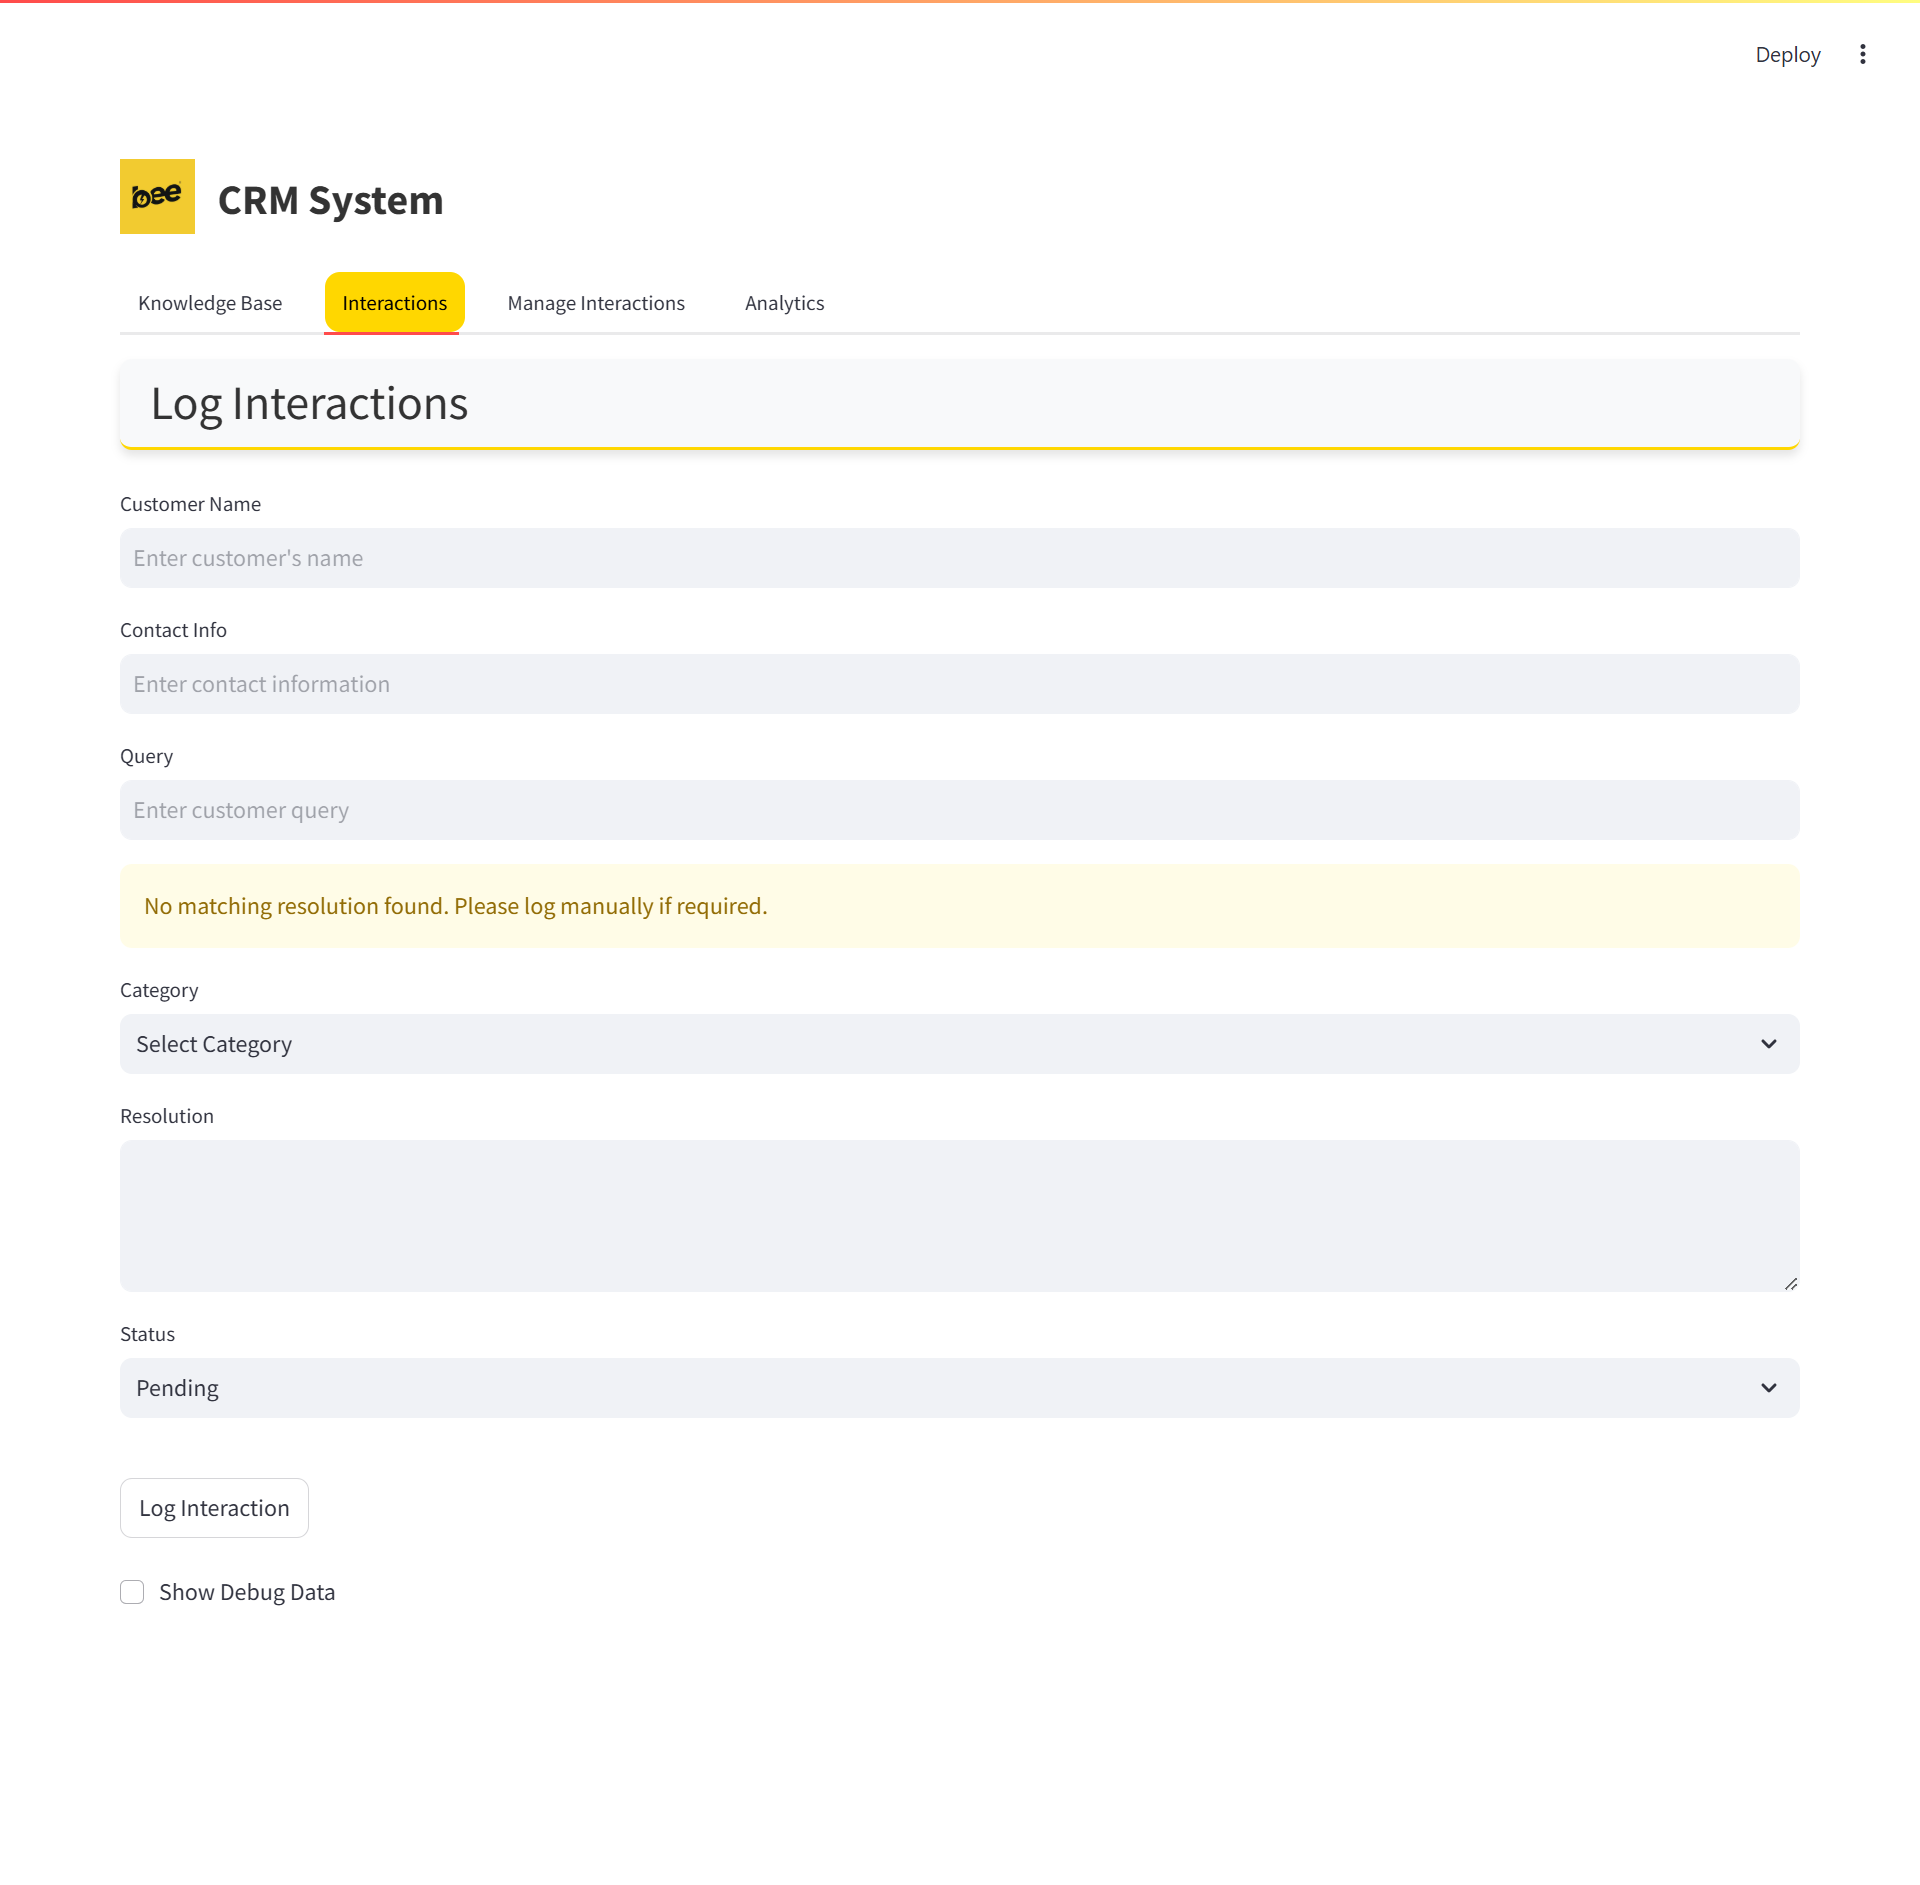 Deploy
bee
CRM System
Knowledge Base
Interactions
Manage Interactions
Analytics
Log Interactions
Customer Name
Enter customer's name
Contact Info
Enter contact information
Query
Enter customer query
No matching resolution found. Please log manually if required.
Category
Select Category
Resolution
Status
Pending
Log Interaction
Show Debug Data